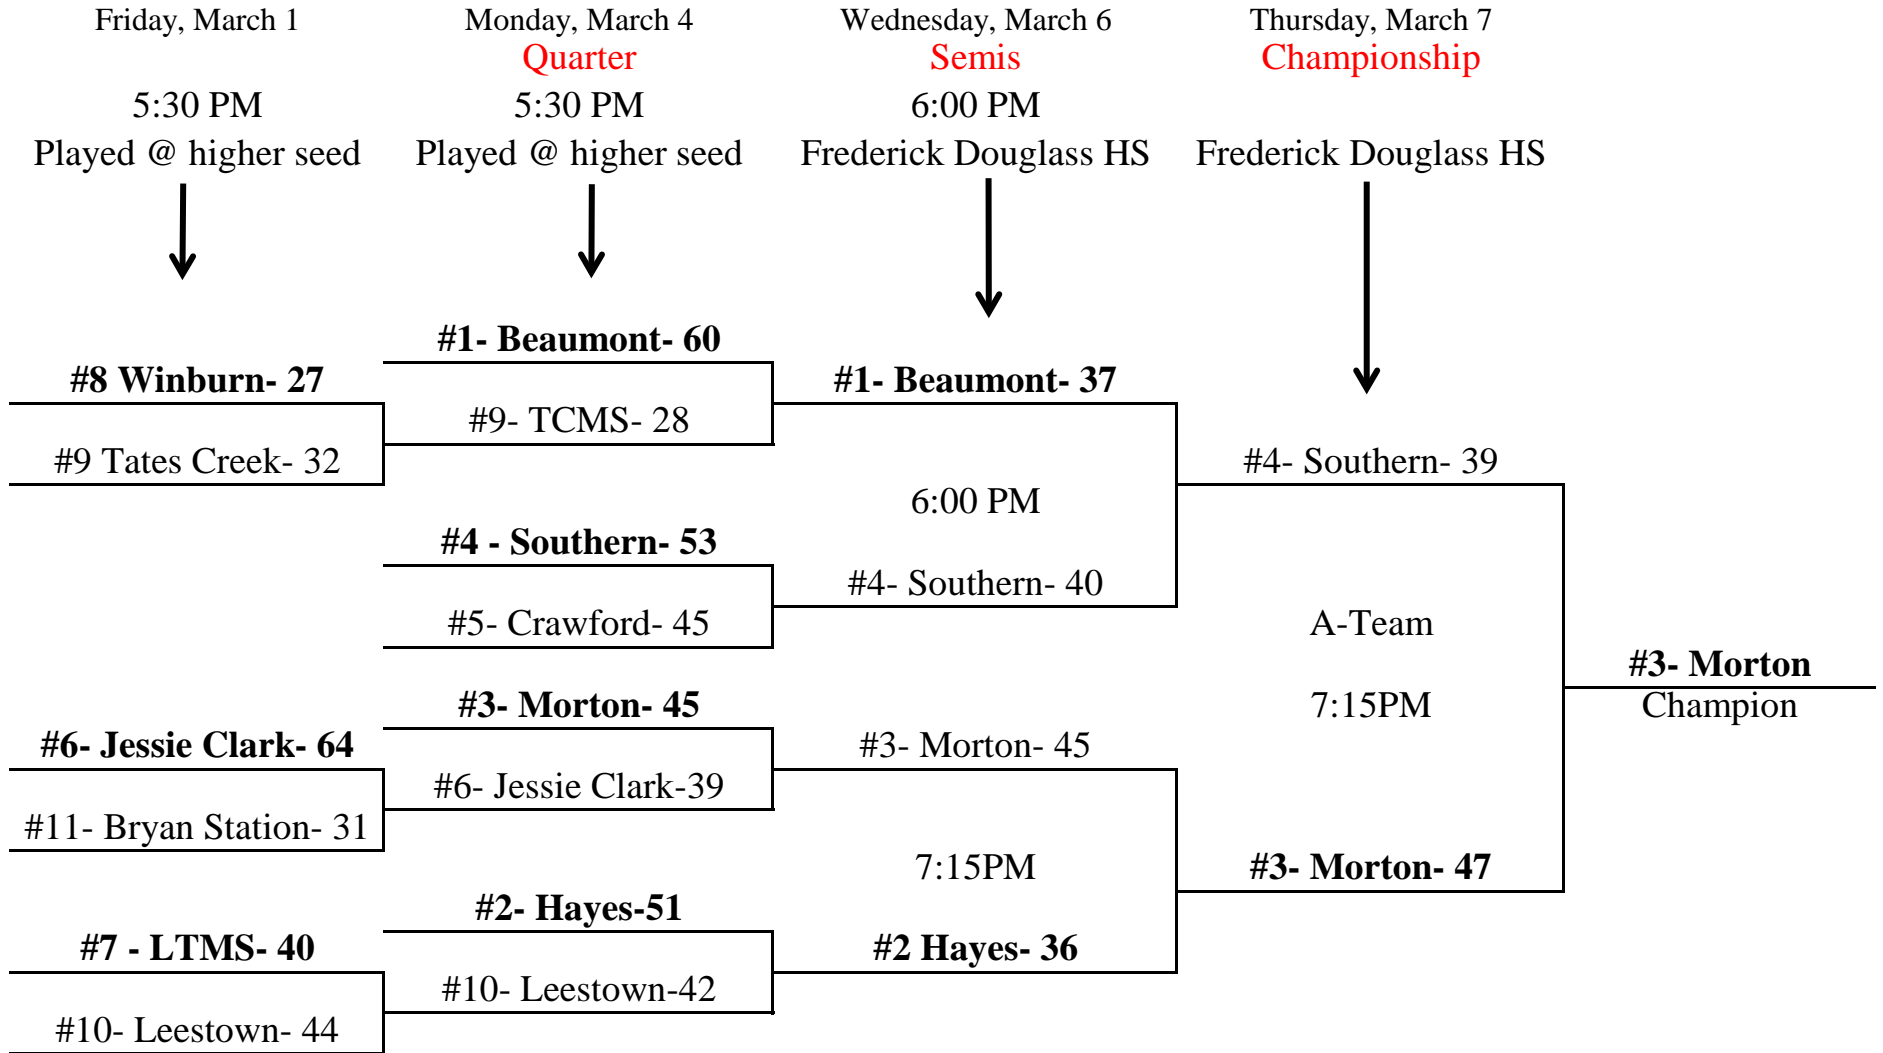 Friday, March 1
Monday, March 4
Wednesday, March 6
Thursday, March 7
Quarter
Semis
Championship
5:30 PM
5:30 PM
6:00 PM
Played @ higher seed
Played @ higher seed
Frederick Douglass HS
Frederick Douglass HS
#1- Beaumont- 60
#8 Winburn- 27
#1- Beaumont- 37
#9- TCMS- 28
#9 Tates Creek- 32
#4- Southern- 39
6:00 PM
#4 - Southern- 53
#4- Southern- 40
#5- Crawford- 45
A-Team
#3- Morton
#3- Morton- 45
7:15PM
Champion
#6- Jessie Clark- 64
#3- Morton- 45
#6- Jessie Clark-39
#11- Bryan Station- 31
7:15PM
#3- Morton- 47
#2- Hayes-51
#7 - LTMS- 40
#2 Hayes- 36
#10- Leestown-42
#10- Leestown- 44